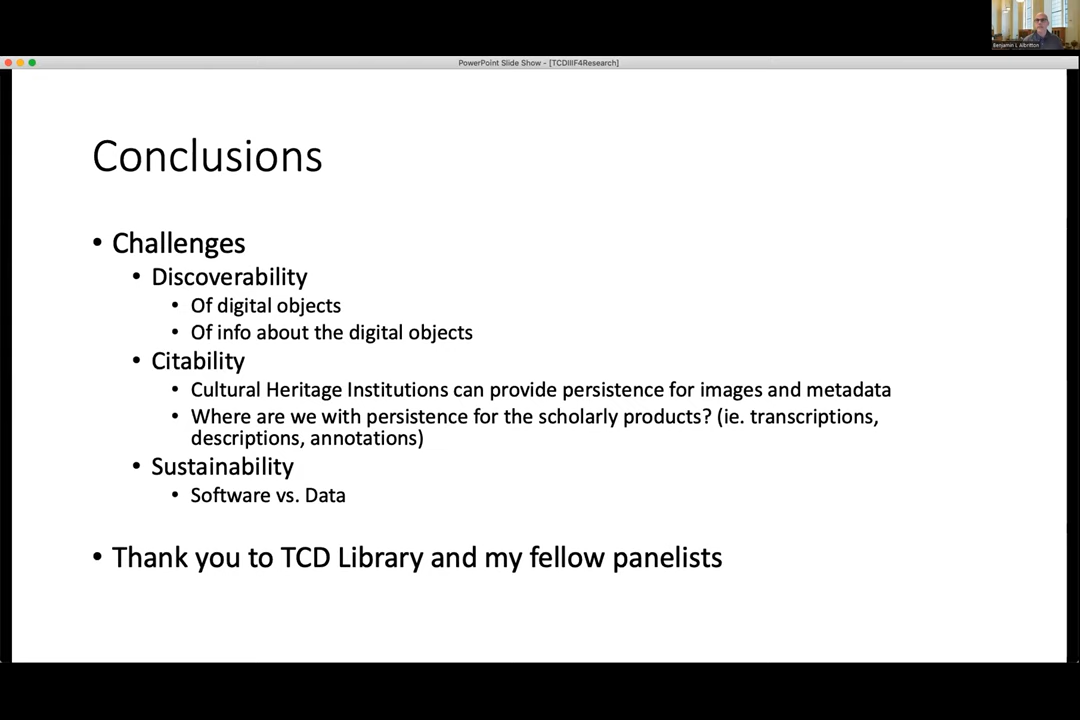 Benjamin L Albritton
PowerPoint Slide Show - [TCDIIIF4Research]
Conclusions
• Challenges
• Discoverability
• Of digital objects
• Of info about the digital objects
• Citability
• Cultural Heritage Institutions can provide persistence for images and metadata
• Where are we with persistence for the scholarly products? (ie. transcriptions,
descriptions, annotations)
• Sustainability
• Software vs. Data
• Thank you to TCD Library and my fellow panelists